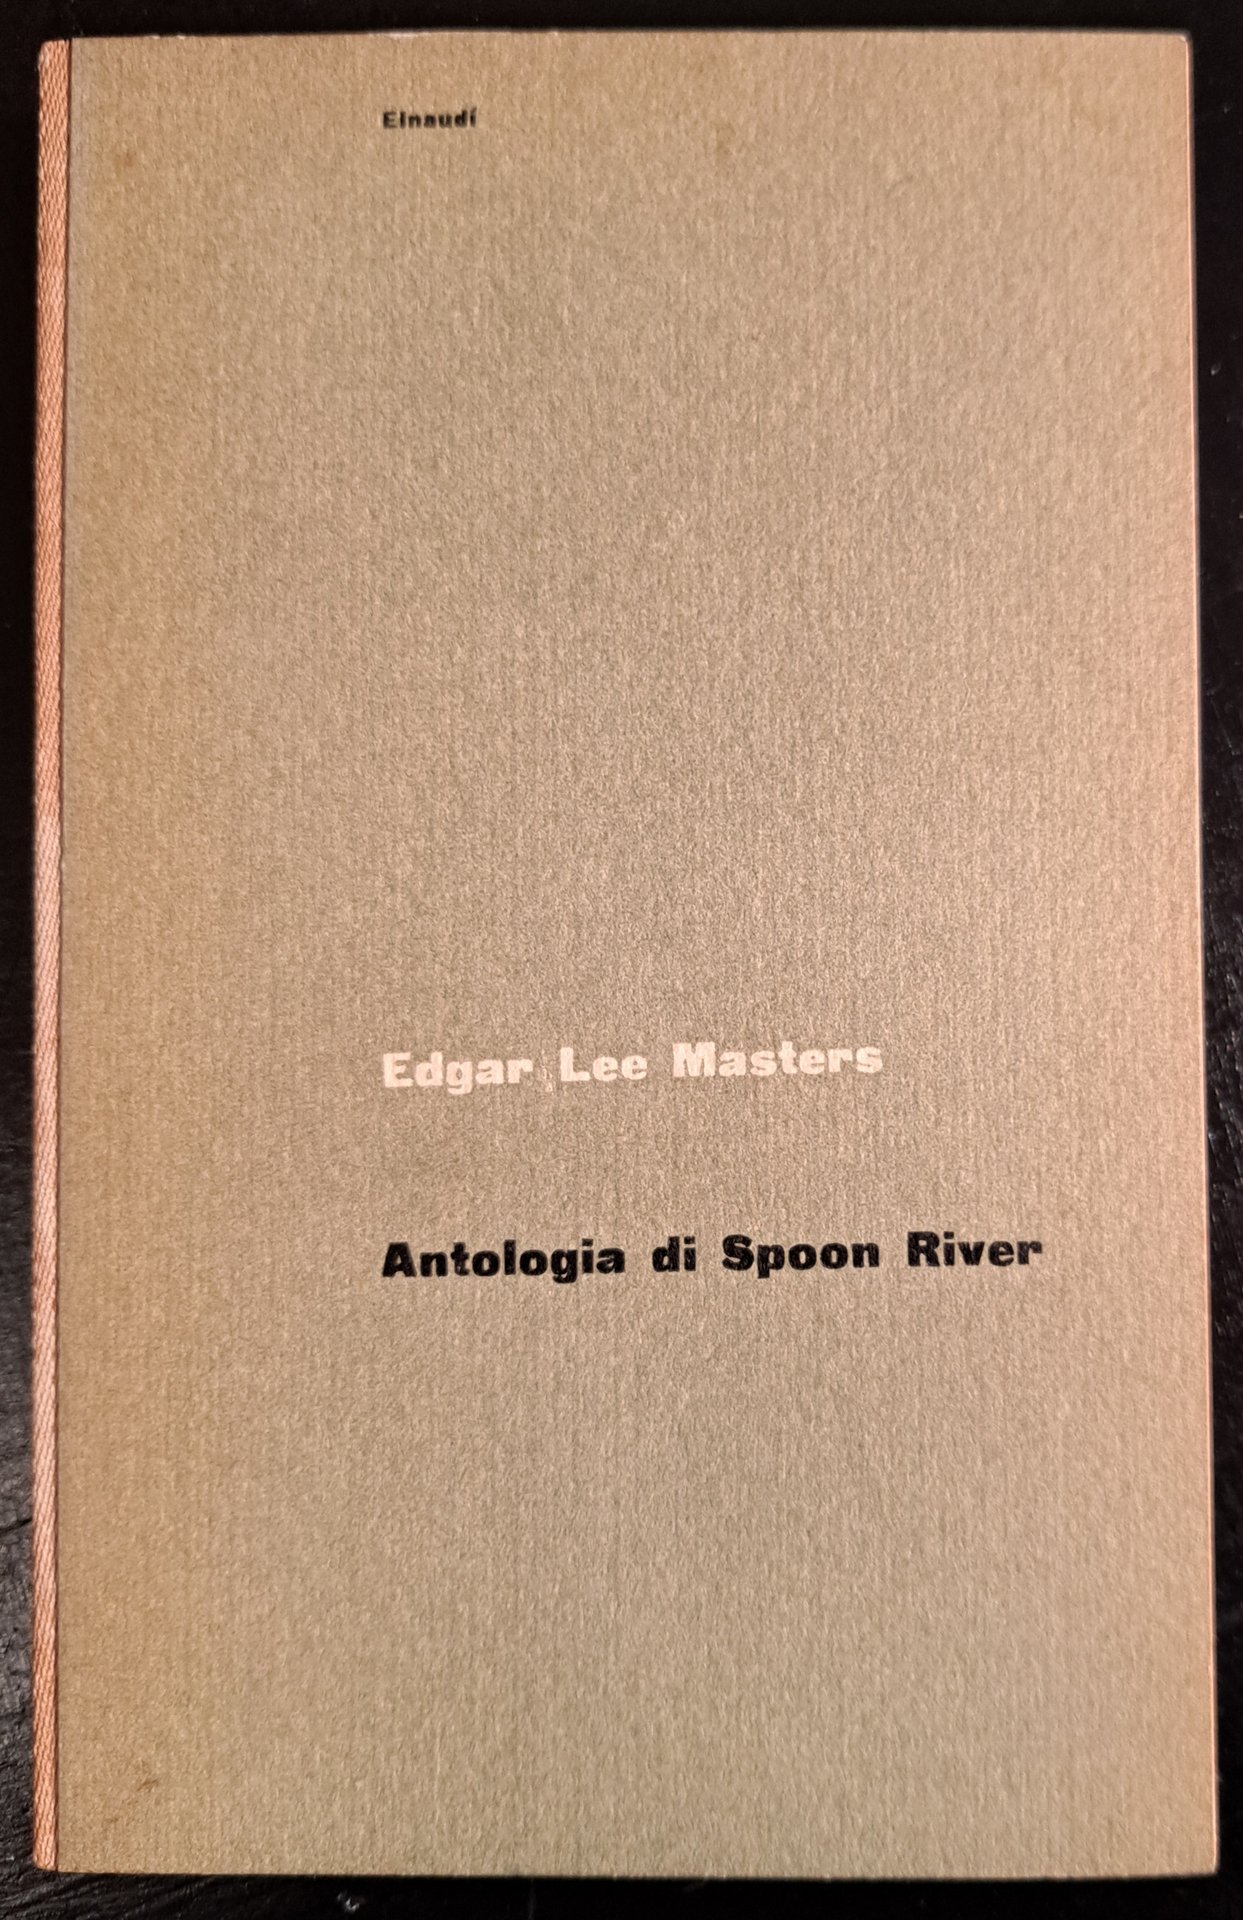 Einaudi
Edgar Lee Masters
Antologia di Spoon River